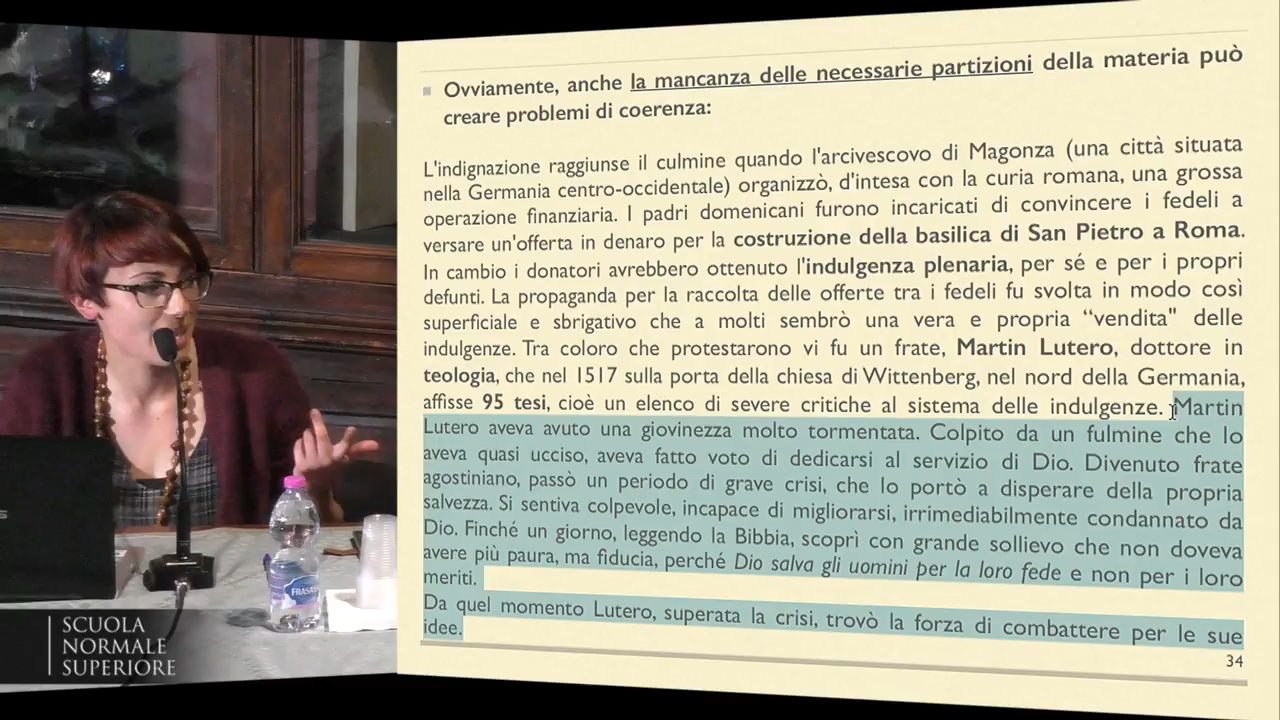 Ovviamente, anche la mancanza delle necessarie partizioni della materia può
creare problemi di coerenza:
L'indignazione raggiunse il culmine quando l'arcivescovo di Magonza (una città situata
nella Germania centro-occidentale) organizzò, d'intesa con la curia romana, una grossa
operazione finanziaria. I padri domenicani furono incaricati di convincere i fedeli a
versare un'offerta in denaro per la costruzione della basilica di San Pietro a Roma.
In cambio i donatori avrebbero ottenuto l'indulgenza plenaria, per sé e per i propri
defunti. La propaganda per la raccolta delle offerte tra i fedeli fu svolta in modo così
superficiale e sbrigativo che a molti sembrò una vera e propria “vendita" delle
indulgenze. Tra coloro che protestarono vi fu un frate, Martin Lutero, dottore in
teologia, che nel 1517 sulla porta della chiesa di Wittenberg, nel nord della Germania,
affisse 95 tesi, cioè un elenco di severe critiche al sistema delle indulgenze. Martin
Lutero aveva avuto una giovinezza molto tormentata. Colpito da un fulmine che lo
aveva quasi ucciso, aveva fatto voto di dedicarsi al servizio di Dio. Divenuto frate
agostiniano, passò un periodo di grave crisi, che lo portò a disperare della propria
salvezza. Si sentiva colpevole, incapace di migliorarsi, irrimediabilmente condannato da
Dio. Finché un giorno, leggendo la Bibbia, scoprì con grande sollievo che non doveva
avere più paura, ma fiducia, perché Dio salva gli uomini per la loro fede e non per i loro
meriti.
Da quel momento Lutero, superata la crisi, trovò la forza di combattere per le sue
idee.
34
SCUOLA
NORMALE
SUPERIORE